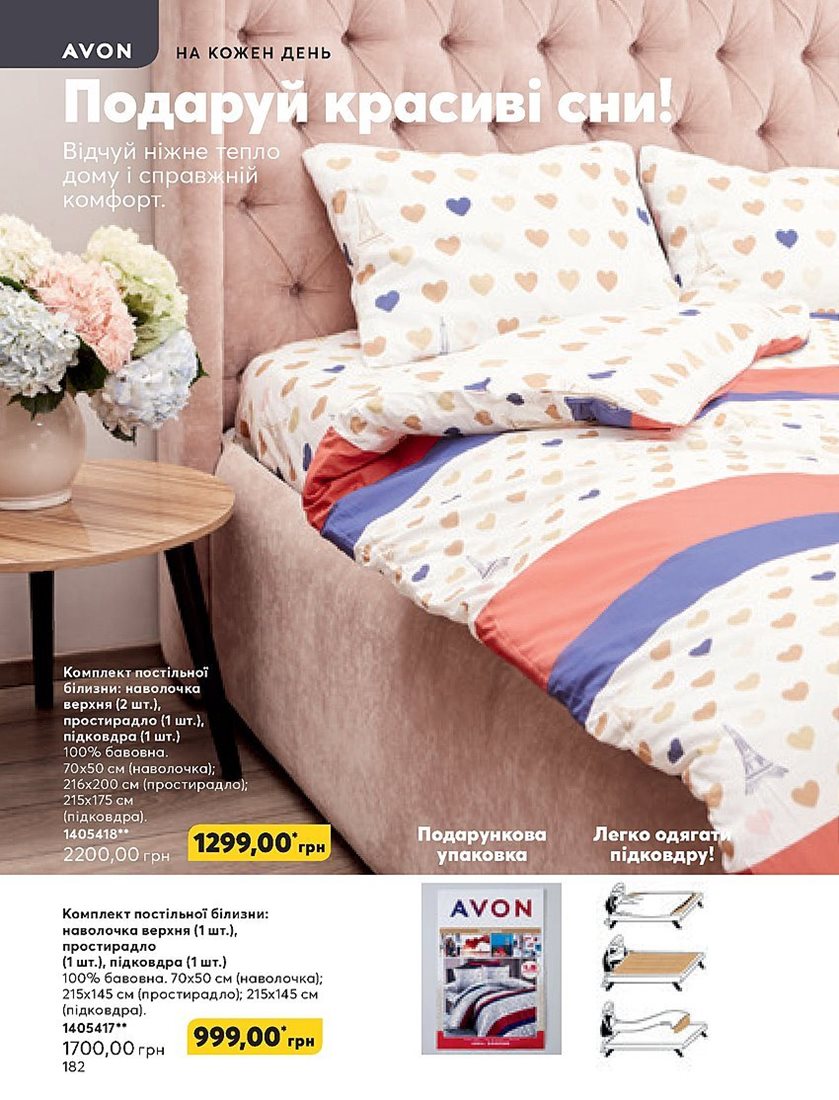 AVON
НА КОЖЕН ДЕНЬ
Подаруй красиві сни!
Відчуй ніжне тепло
дому і справжній
комфорт.
Комплект постільної
білизни: наволочка
верхня (2 шт.),
простирадло (1 шт.),
підковдра (1 шт.)
100% бавовна.
70х50 см (наволочка);
216х200 см (простирадло);
215х175 см
(підковдра).
1405418**
2200,00 грн
1299,00* грн
Подарункова
упаковка
Легко одягати
підковдру!
Комплект постільної білизни:
наволочка верхня (1 шт.),
простирадло
(1 шт.), підковдра (1 шт.)
100% бавовна. 70х50 см (наволочка);
215х145 см (простирадло); 215х145 см
(підковдра).
1405417**
1700,00 грн
999,00* грн
AVON
182